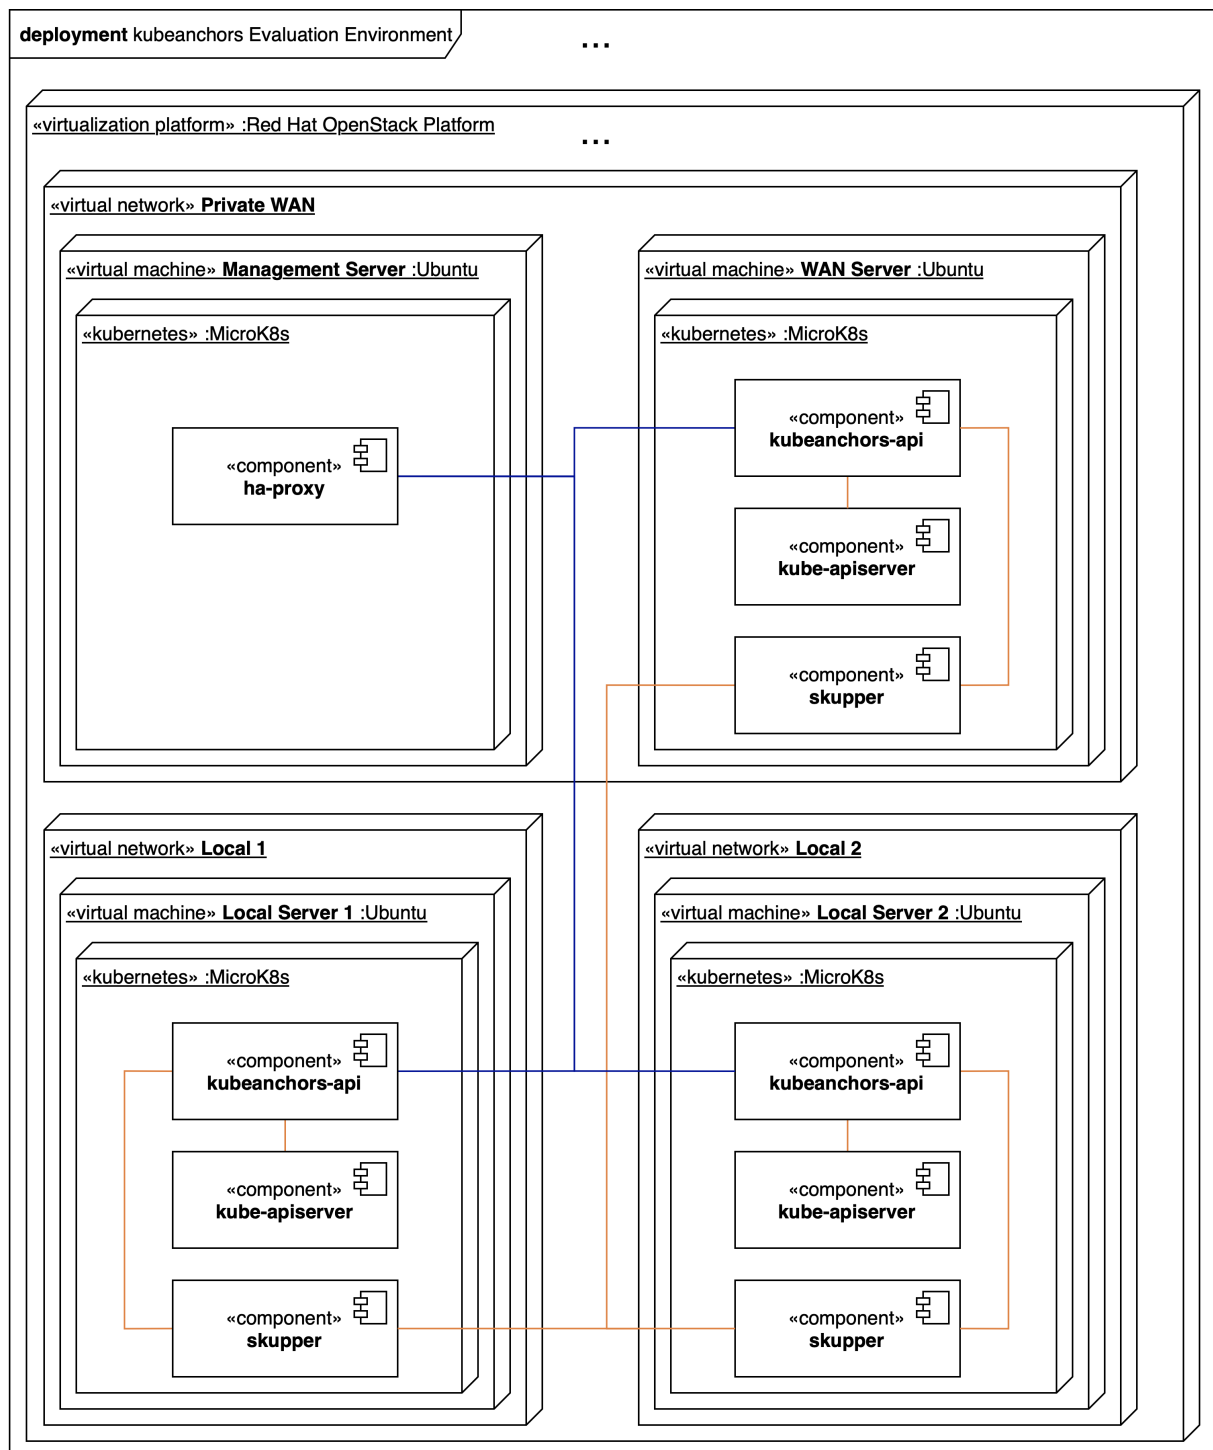 deployment kubeanchors Evaluation Environment
...
«virtualization platform» :Red Hat OpenStack Platform
...
«virtual network» Private WAN
«virtual machine» Management Server :Ubuntu
«kubernetes» :MicroK8s
«component»
ha-proxy
«virtual machine» WAN Server :Ubuntu
«kubernetes» :MicroK8s
«component»
kubeanchors-api
«component»
kube-apiserver
«component»
skupper
«virtual network» Local 1
«virtual machine» Local Server 1 :Ubuntu
«kubernetes» :MicroK8s
«component»
kubeanchors-api
«component»
kube-apiserver
«component»
skupper
«virtual network» Local 2
«virtual machine» Local Server 2 :Ubuntu
«kubernetes» :MicroK8s
«component»
kubeanchors-api
«component»
kube-apiserver
«component»
skupper